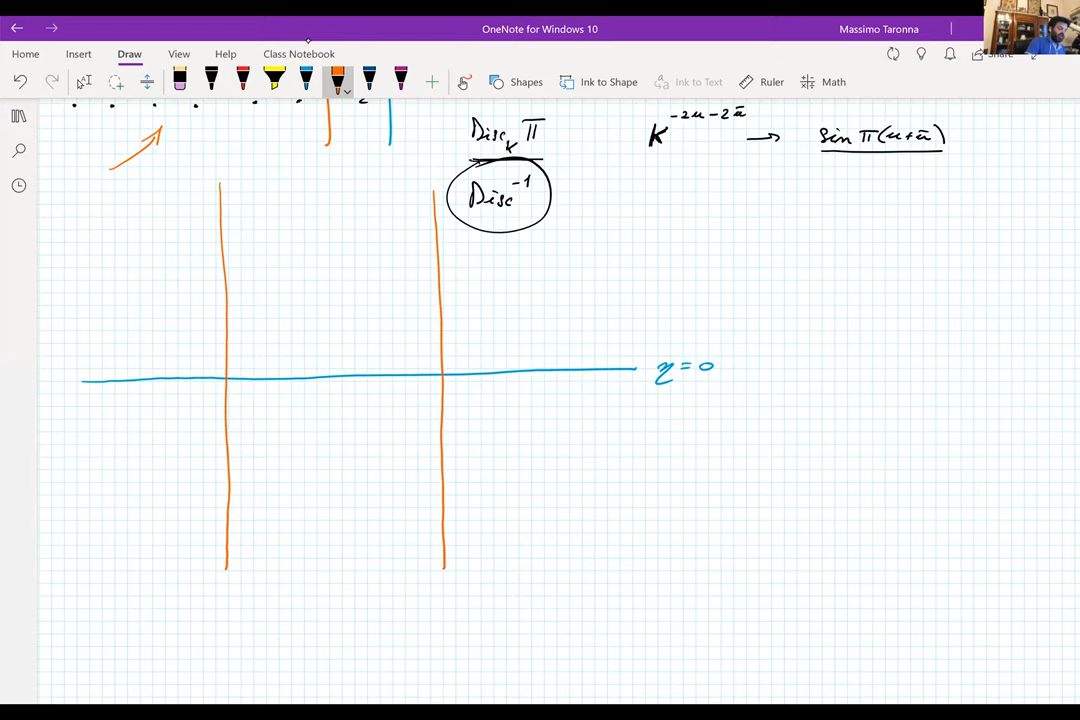 OneNote for Windows 10
Massimo Taronna
Home Insert Draw View Help Class Notebook Share
Shapes Ink to Shape Ink to Text Ruler Math
Disc_K Π
K^{-2u-2ū} → sin π(u+ū)
Disc^{-1}
η=0